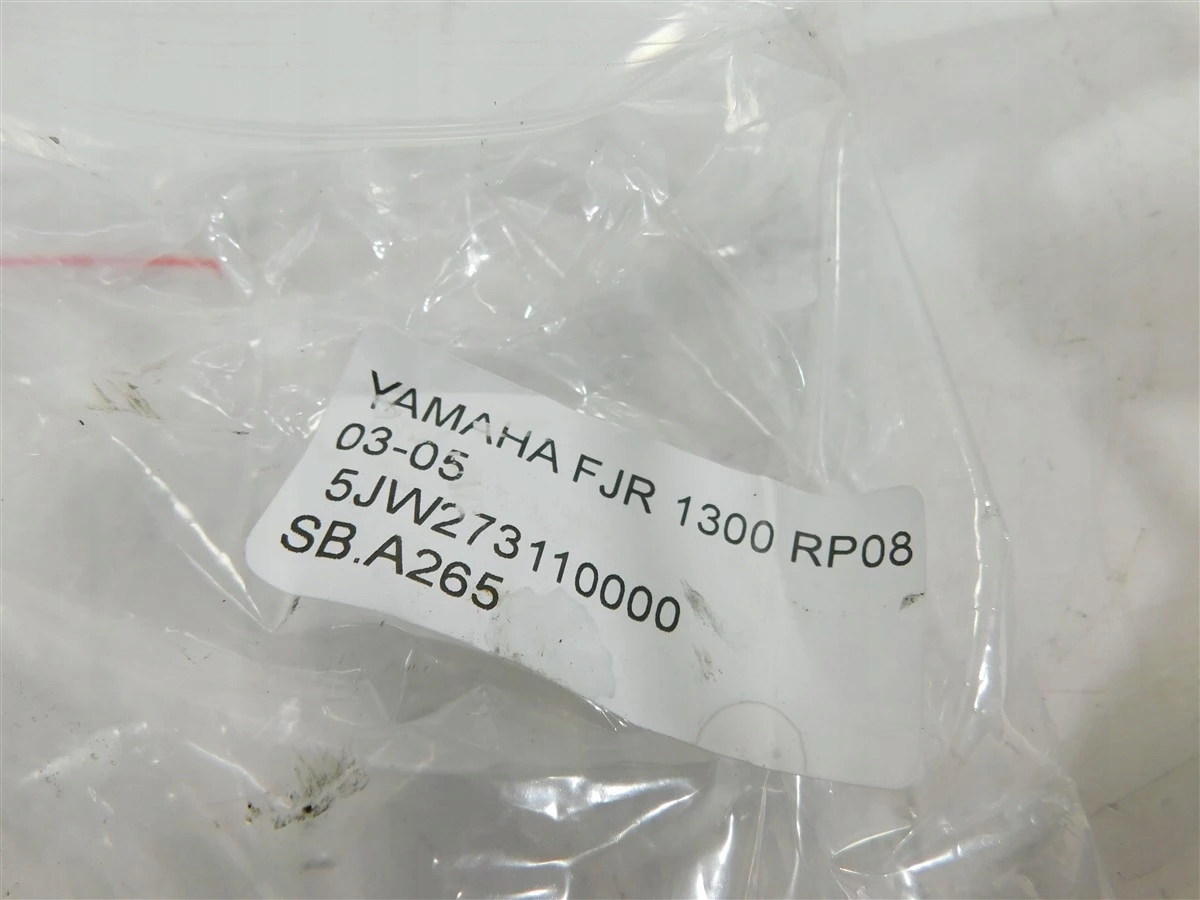 YAMAHA FJR 1300 RP08
03-05
5JW273110000
SB.A265